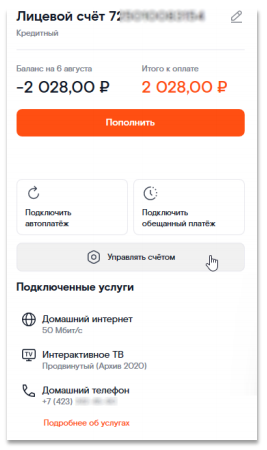 Лицевой счёт 72
Кредитный
Баланс на 6 августа
Итого к оплате
-2 028,00 ₽
2 028,00 ₽
Пополнить
Подключить
автоплатёж
Подключить
обещанный платёж
Управлять счётом
Подключенные услуги
Домашний интернет
50 Мбит/с
TV
Интерактивное ТВ
Продвинутый (Архив 2020)
Домашний телефон
+7 (423)
Подробнее об услугах